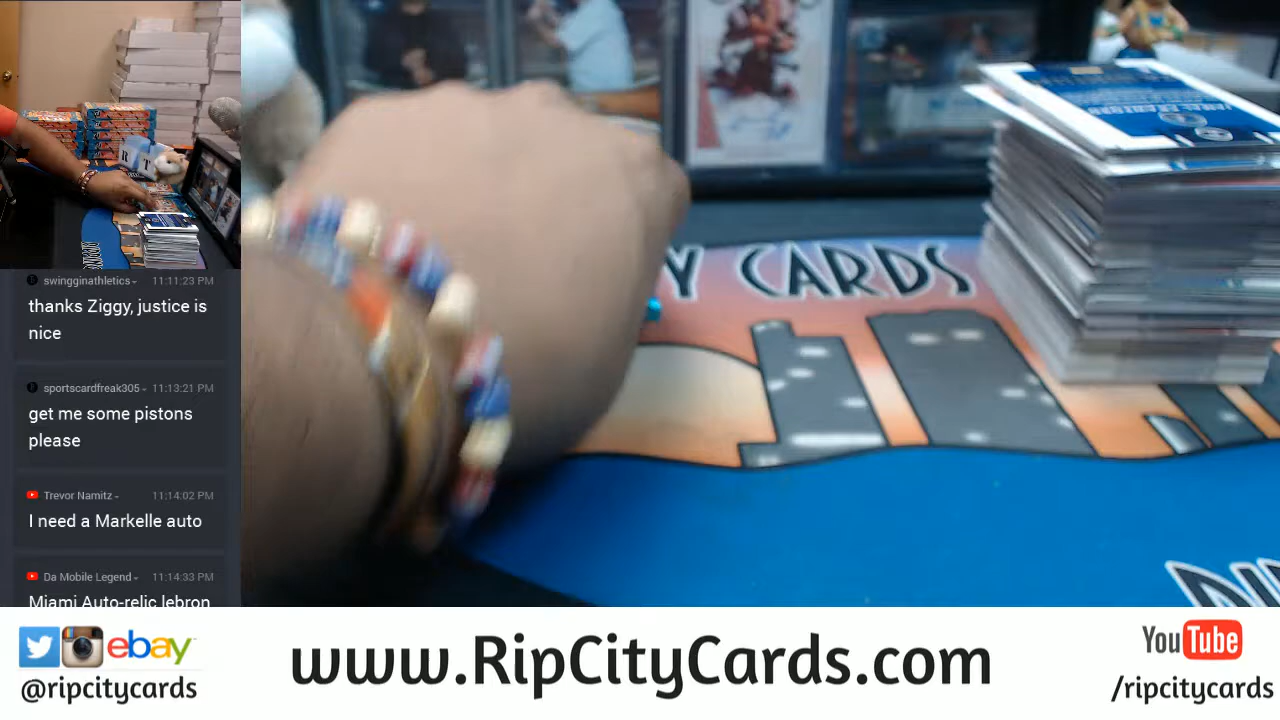 swingginathletics 11:11:23 PM
thanks Ziggy, justice is
nice
sportscardfreak305 11:13:21 PM
get me some pistons
please
Trevor Namitz 11:14:02 PM
I need a Markelle auto
Da Mobile Legend 11:14:33 PM
Miami Auto-relic lebron
Y CARDS
ebay
@ripcitycards
www.RipCityCards.com
YouTube
/ripcitycards